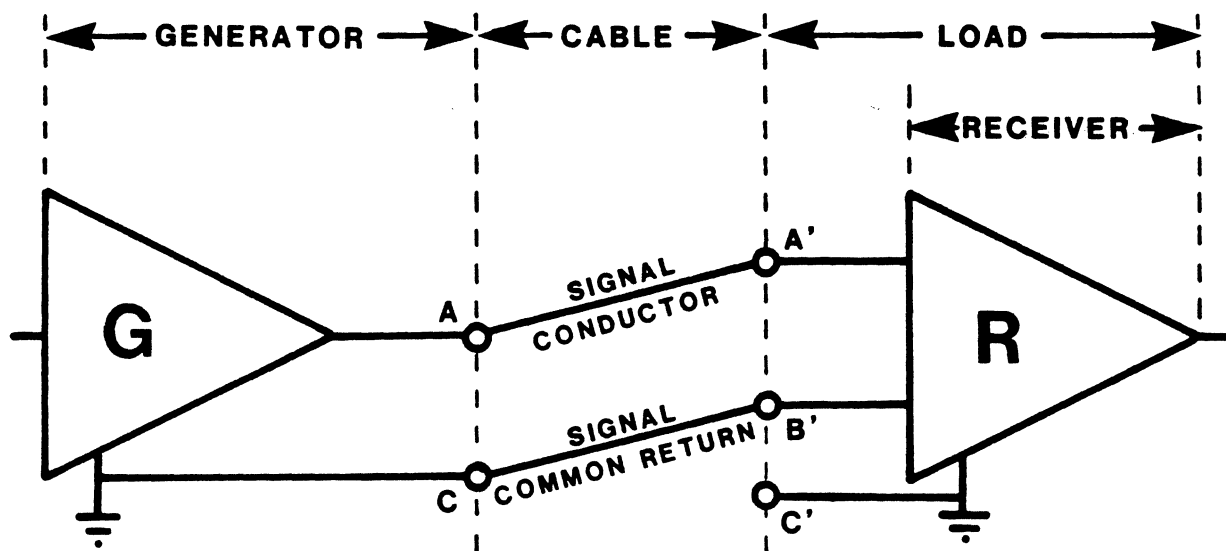 GENERATOR
CABLE
LOAD
RECEIVER
G
A
SIGNAL
CONDUCTOR
A'
R
C
SIGNAL
COMMON RETURN
B'
C'